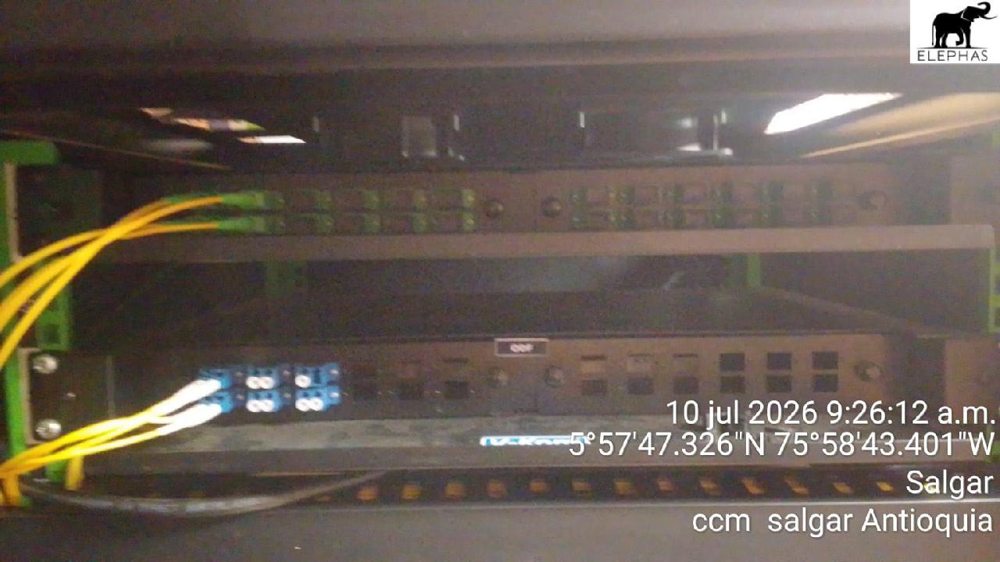 ELEPHAS
ODF
10 jul 2026 9:26:12 a.m.
5°57'47.326"N 75°58'43.401"W
Salgar
ccm salgar Antioquia